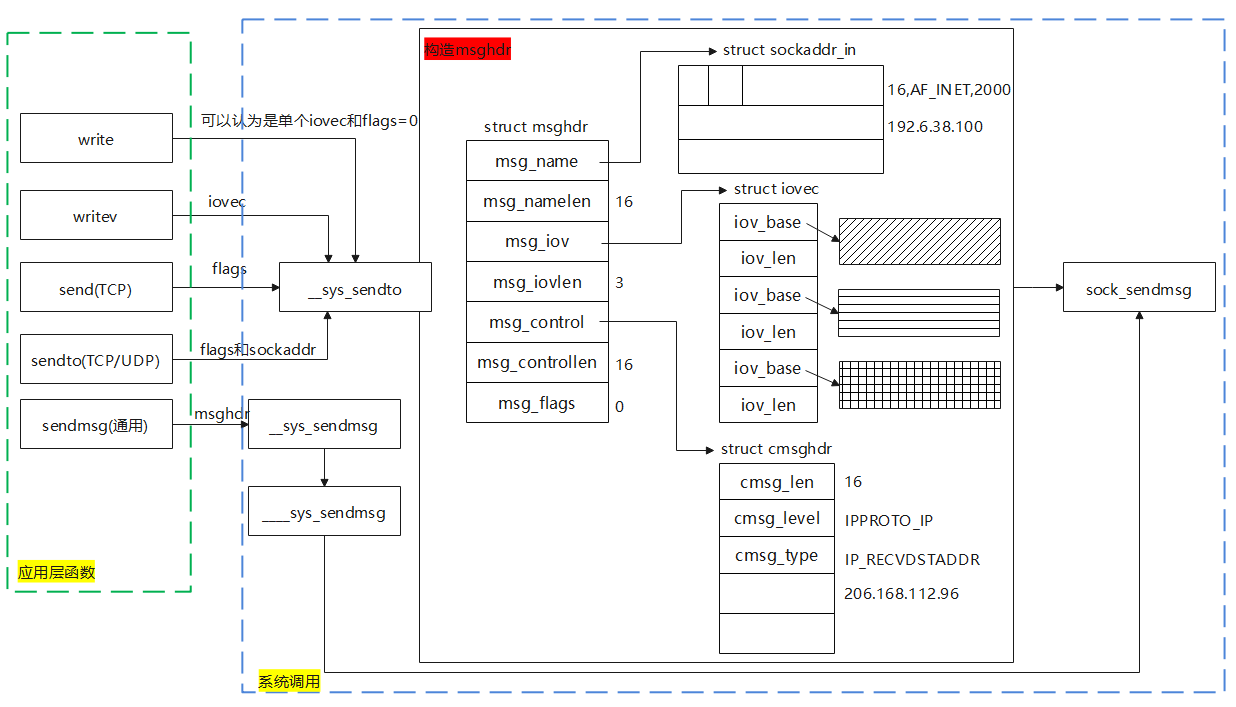 write
writev
send(TCP)
sendto(TCP/UDP)
sendmsg(通用)
应用层函数
可以认为是单个iovec和flags=0
iovec
flags
flags和sockaddr
msghdr
__sys_sendto
__sys_sendmsg
____sys_sendmsg
系统调用
构造msghdr
struct msghdr
msg_name
msg_namelen
16
msg_iov
msg_iovlen
3
msg_control
msg_controllen
16
msg_flags
0
struct sockaddr_in
16,AF_INET,2000
192.6.38.100
struct iovec
iov_base
iov_len
iov_base
iov_len
iov_base
iov_len
struct cmsghdr
cmsg_len
16
cmsg_level
IPPROTO_IP
cmsg_type
IP_RECVDSTADDR
206.168.112.96
sock_sendmsg